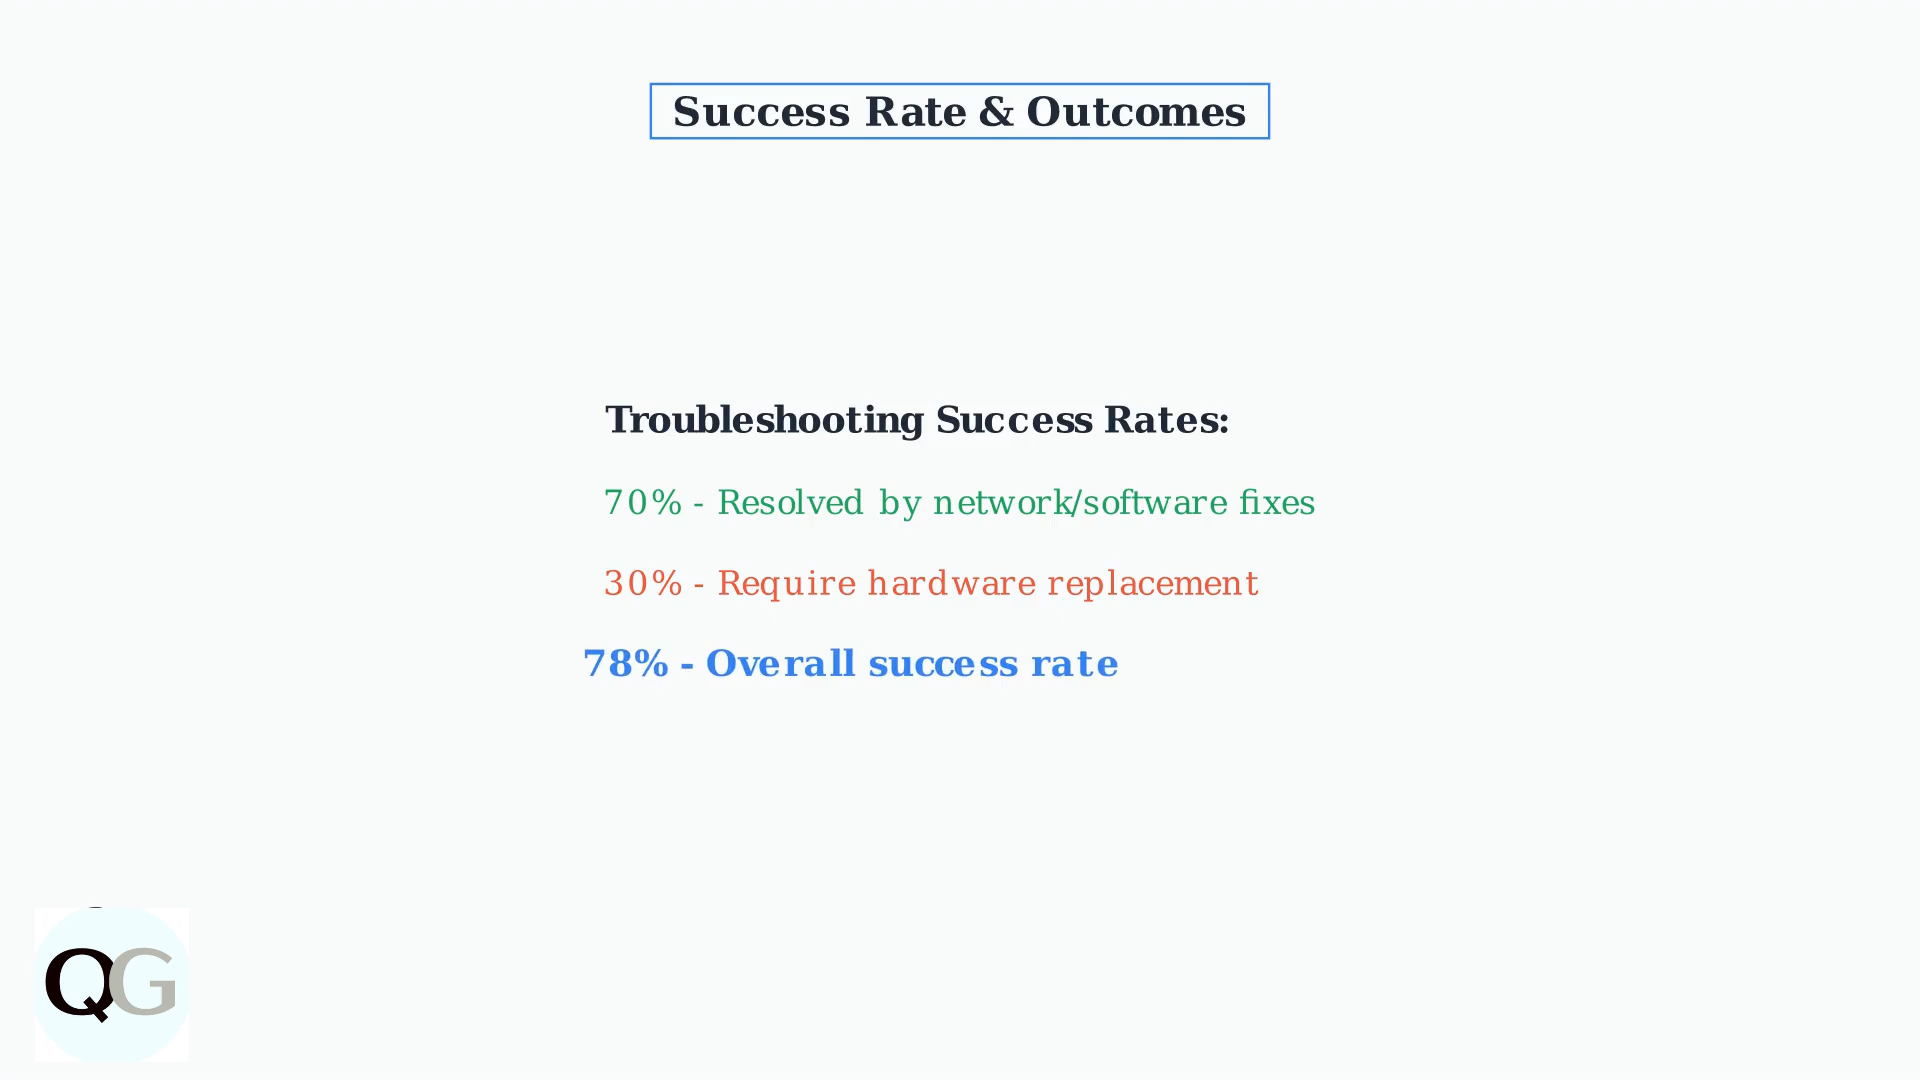 Success Rate & Outcomes
Troubleshooting Success Rates:
70% - Resolved by network/software fixes
30% - Require hardware replacement
78% - Overall success rate
QG